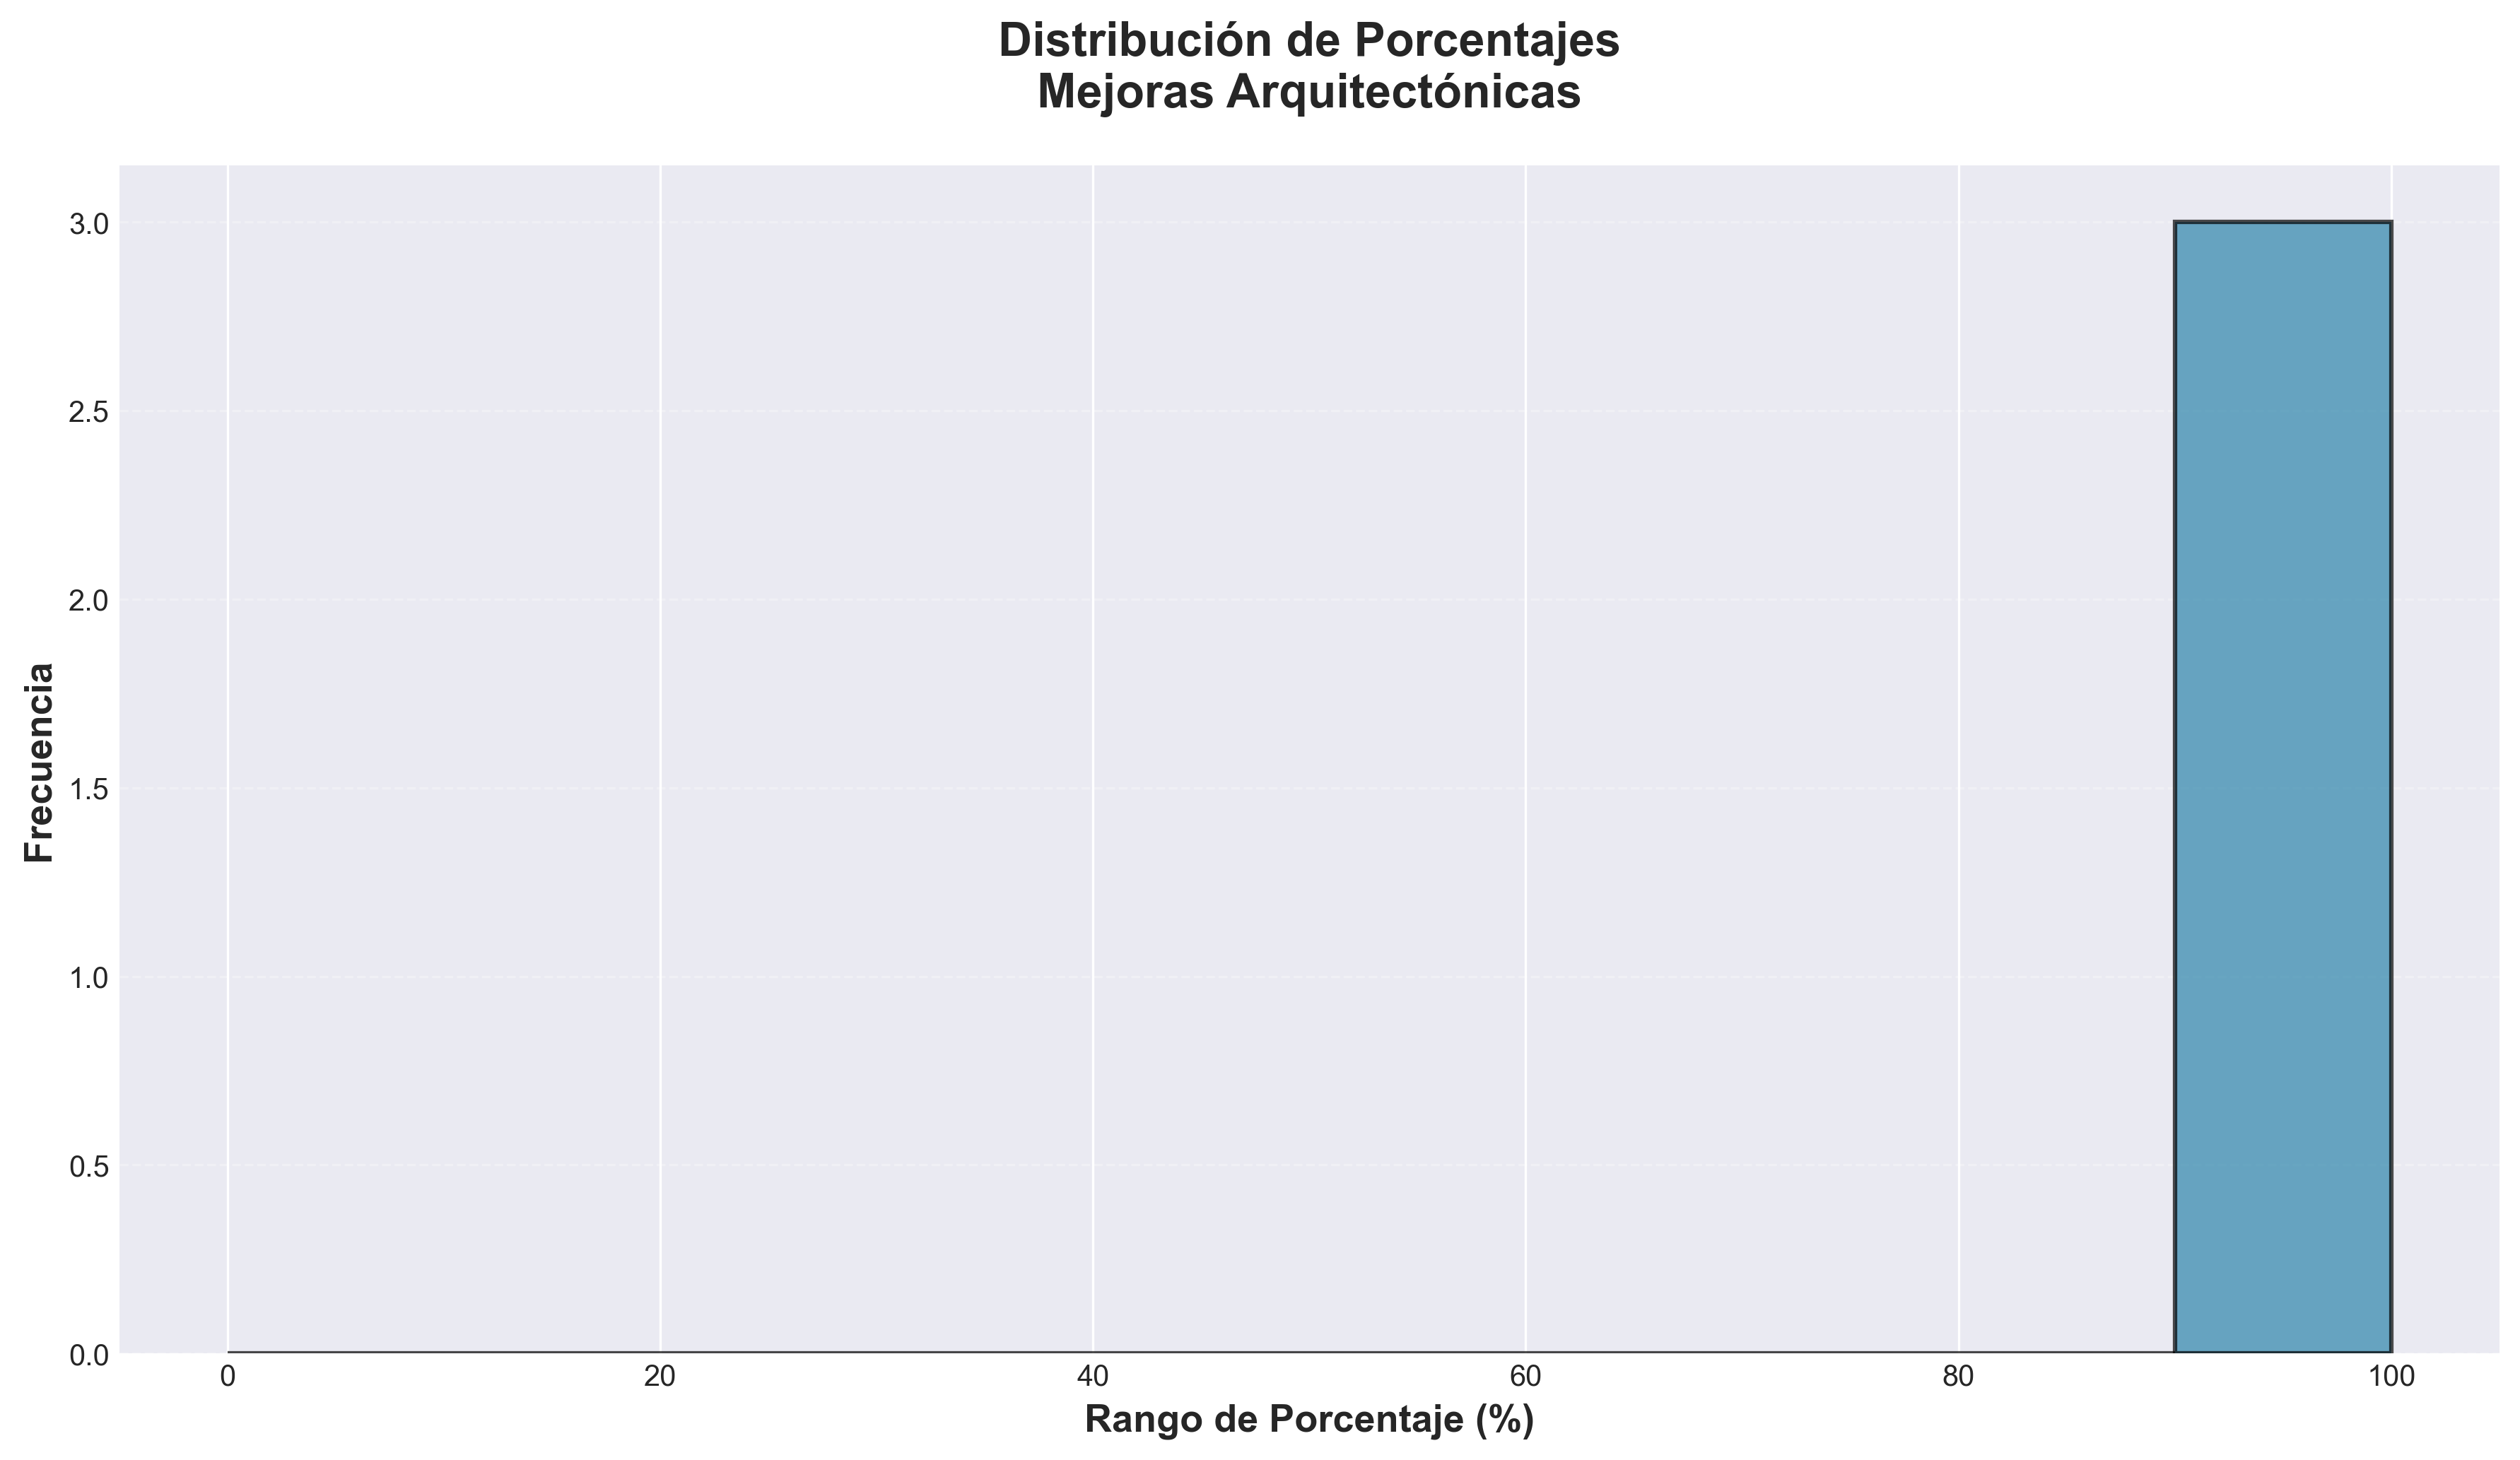 Distribución de Porcentajes
Mejoras Arquitectónicas
3.0
2.5
2.0
1.5
1.0
0.5
0.0
Frecuencia
0 20 40 60 80 100
Rango de Porcentaje (%)